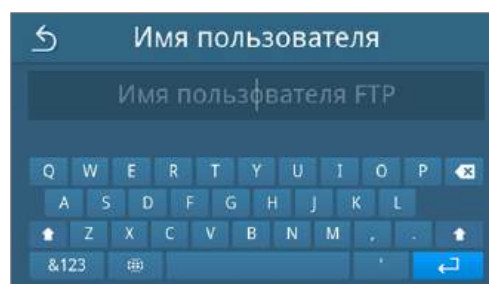 Имя пользователя
Имя пользователя FTP
Q W E R T Y U I O P
A S D F G H J K L
Z X C V B N M , .
&123 '